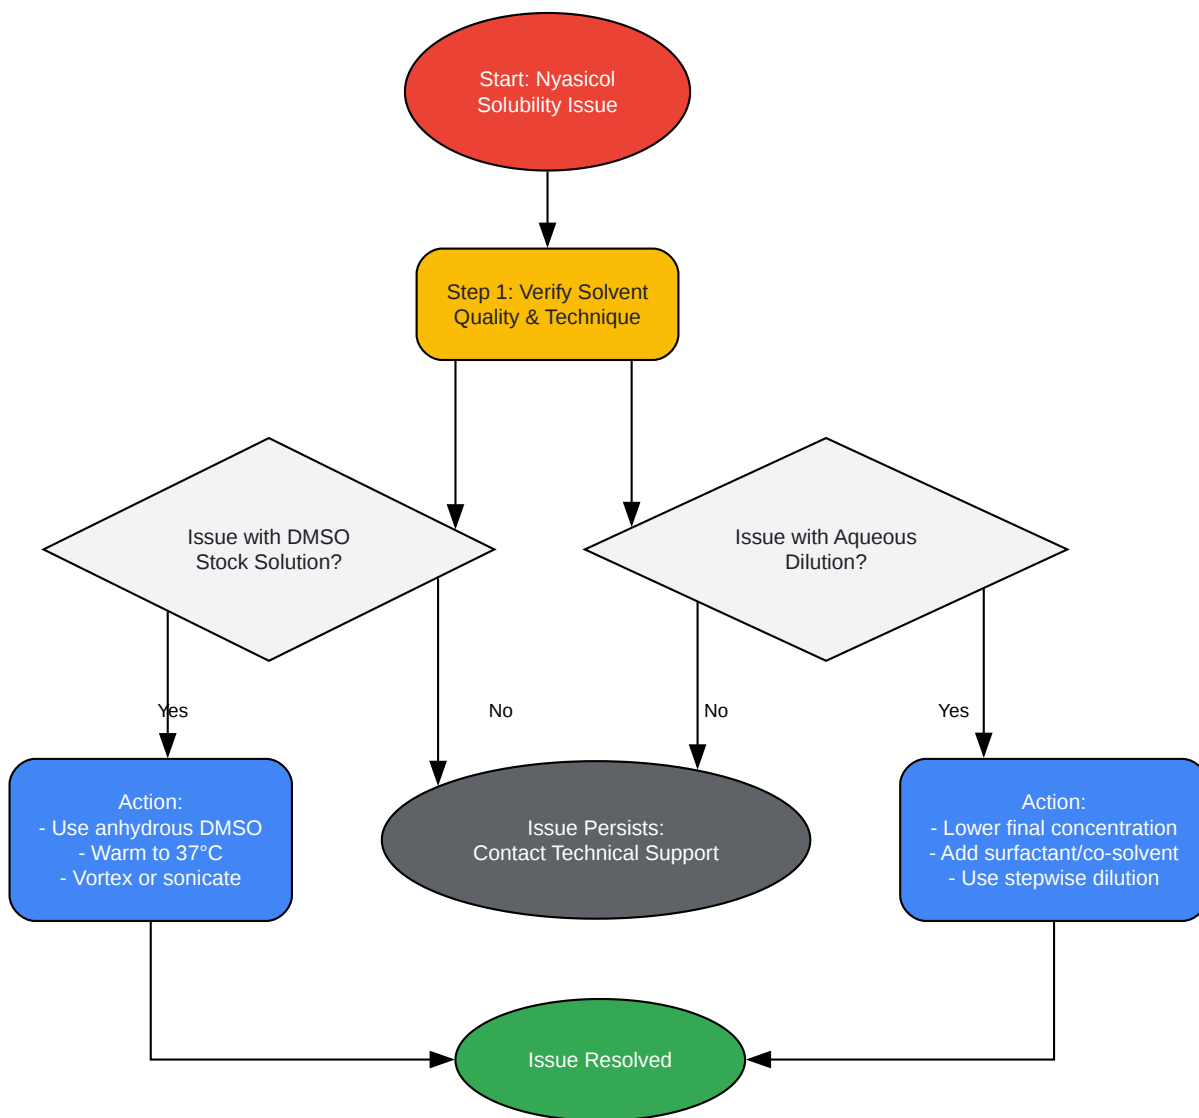 Start: Nyasicol
Solubility Issue
Step 1: Verify Solvent
Quality & Technique
Issue with DMSO
Stock Solution?
Issue with Aqueous
Dilution?
Yes
No
No
Yes
Action:
- Use anhydrous DMSO
- Warm to 37°C
- Vortex or sonicate
Issue Persists:
Contact Technical Support
Action:
- Lower final concentration
- Add surfactant/co-solvent
- Use stepwise dilution
Issue Resolved